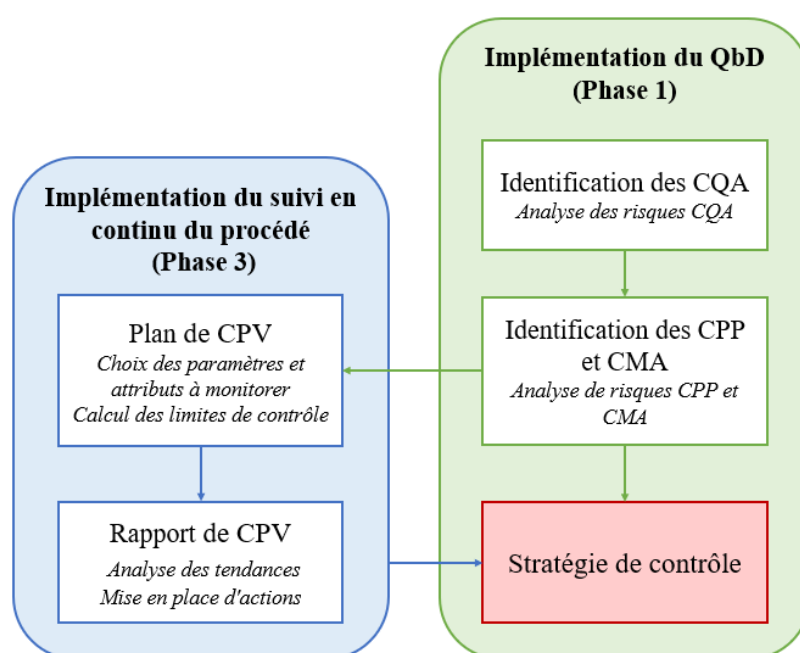 Implémentation du QbD
(Phase 1)
Identification des CQA
Analyse des risques CQA
Identification des CPP
et CMA
Analyse de risques CPP et
CMA
Stratégie de contrôle
Implémentation du suivi en
continu du procédé
(Phase 3)
Plan de CPV
Choix des paramètres et
attributs à monitorer
Calcul des limites de contrôle
Rapport de CPV
Analyse des tendances
Mise en place d'actions